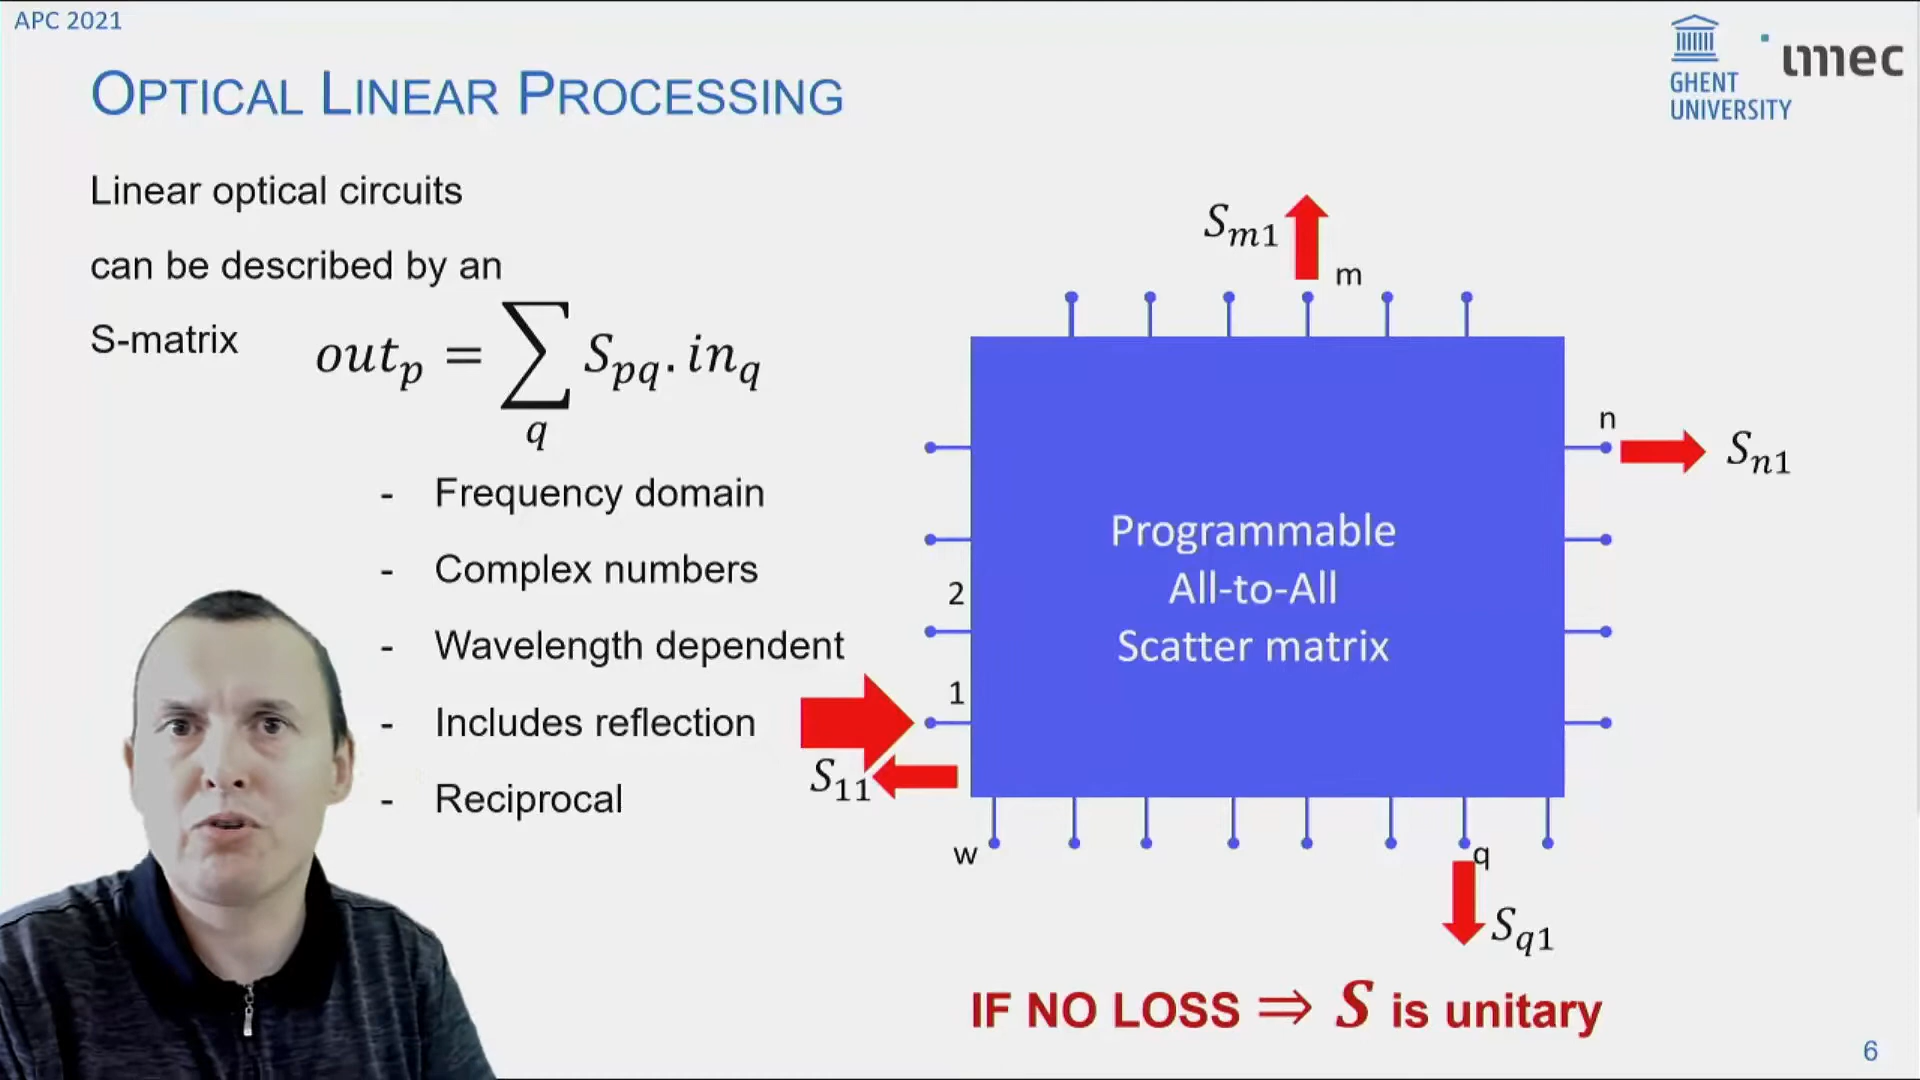 APC 2021
GHENT
UNIVERSITY
imec
OPTICAL LINEAR PROCESSING
Linear optical circuits
can be described by an
S-matrix
out_p = ∑_q S_pq . in_q
- Frequency domain
- Complex numbers
- Wavelength dependent
- Includes reflection
- Reciprocal
S_m1
m
n
S_n1
Programmable
All-to-All
Scatter matrix
2
1
S_11
w
q
S_q1
IF NO LOSS ⇒ S is unitary
6